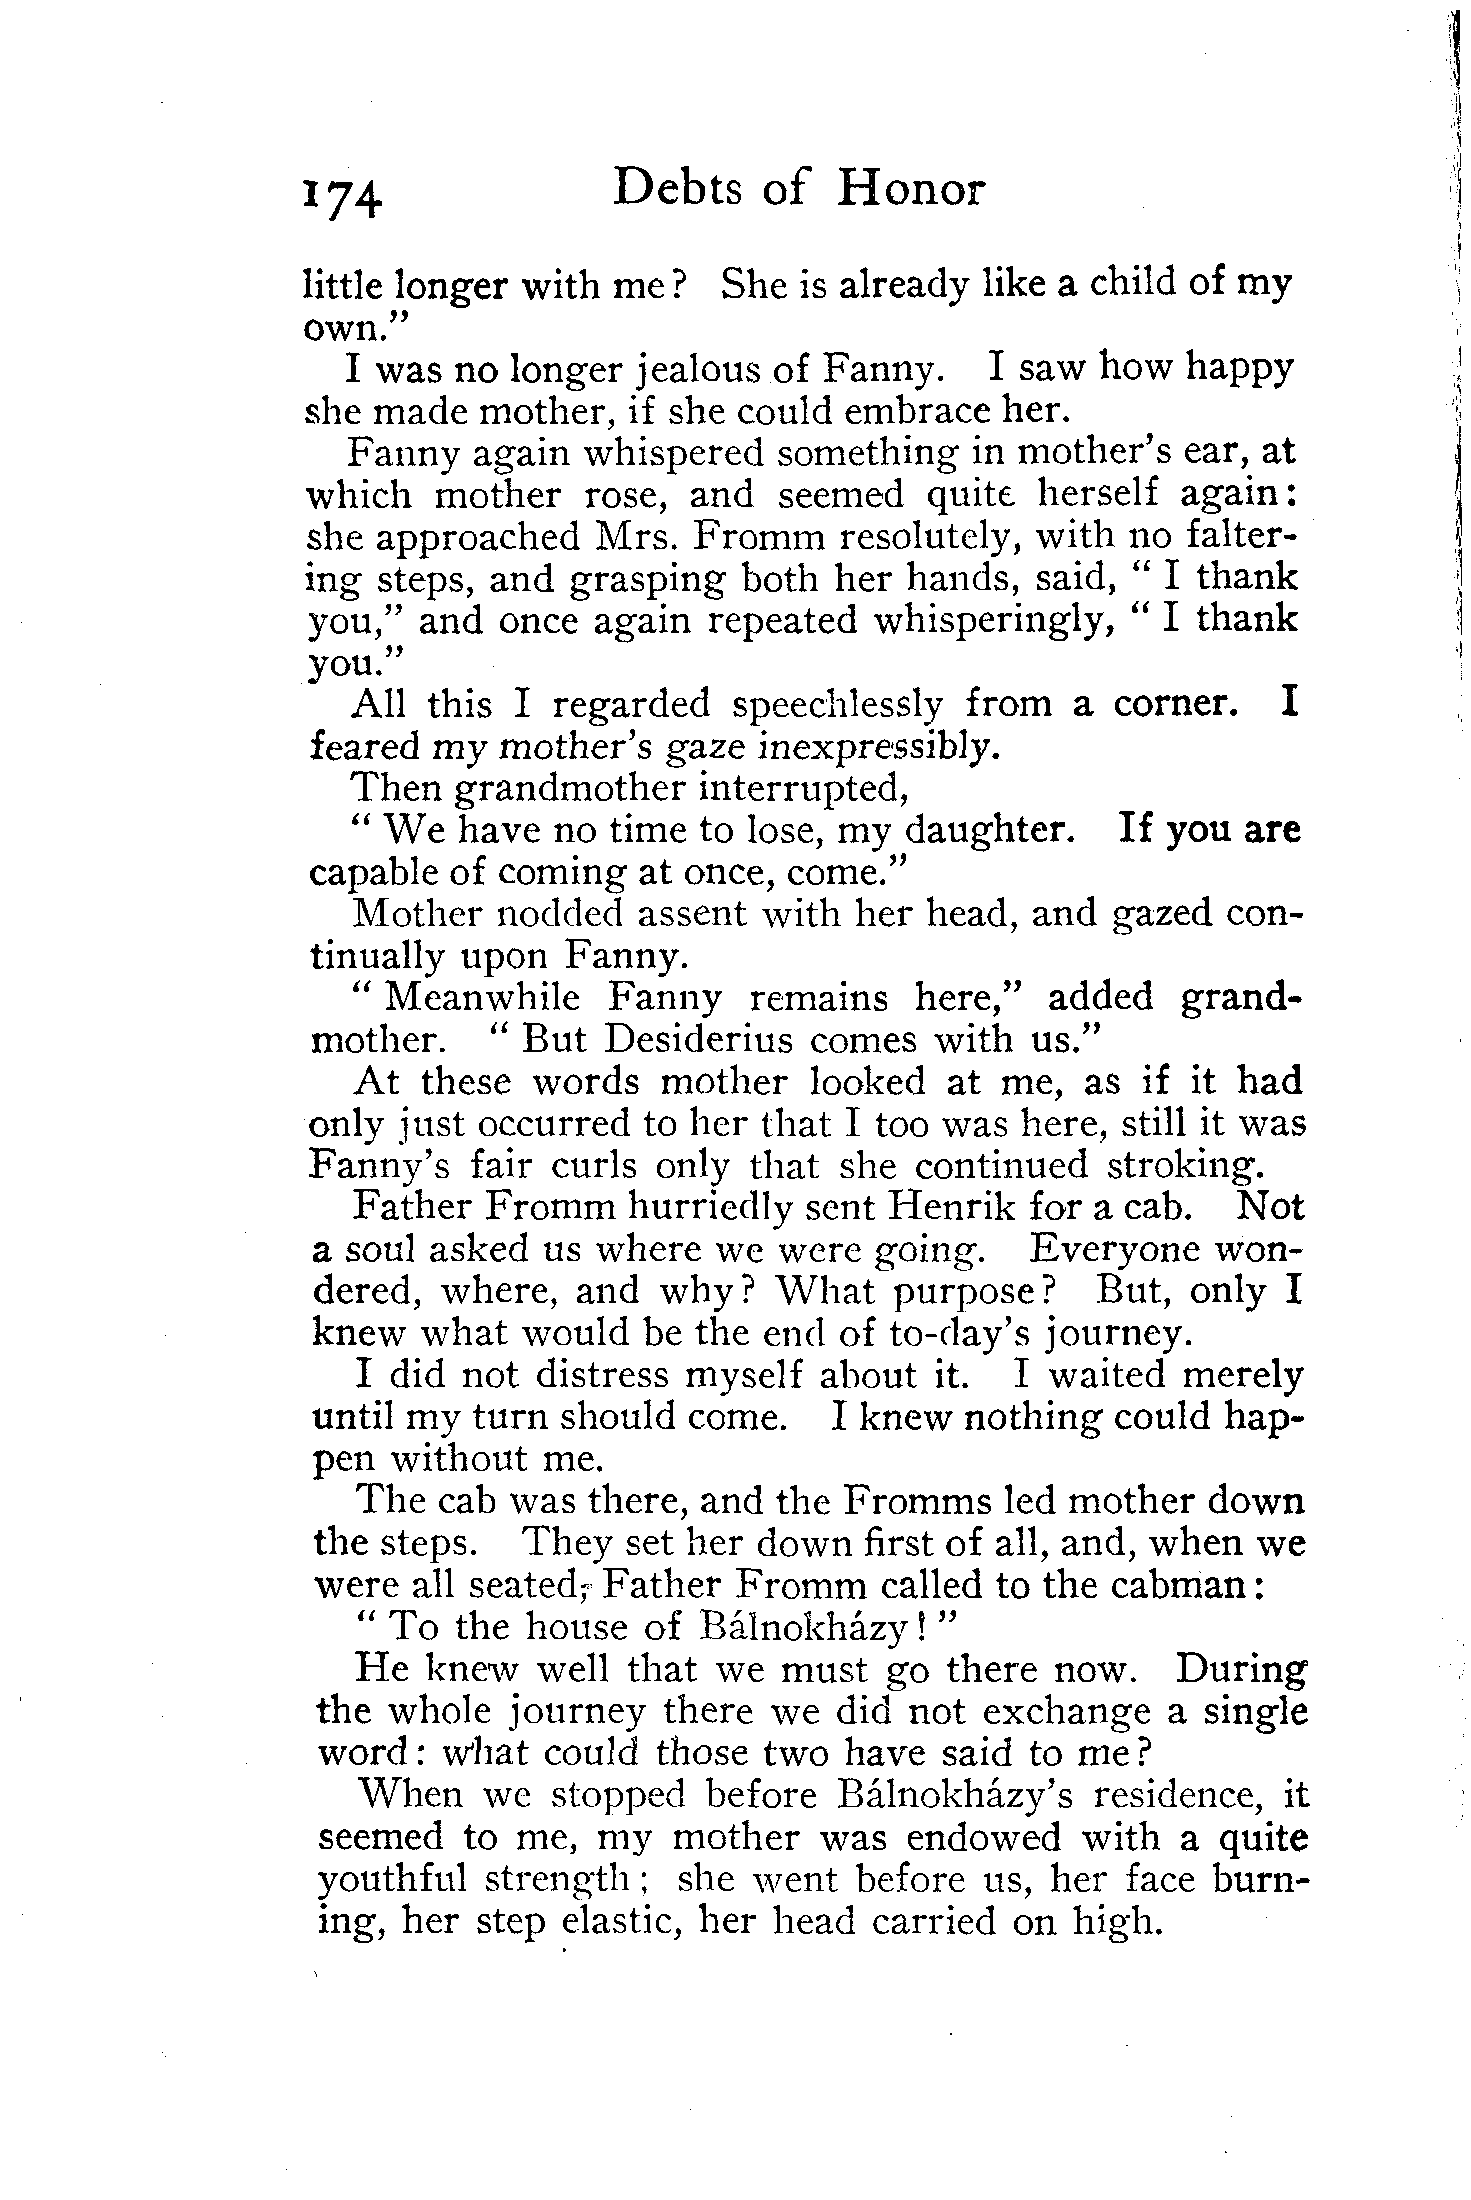 174 Debts of Honor
little longer with me? She is already like a child of my
own."
I was no longer jealous of Fanny. I saw how happy
she made mother, if she could embrace her.
Fanny again whispered something in mother's ear, at
which mother rose, and seemed quite herself again:
she approached Mrs. Fromm resolutely, with no falter-
ing steps, and grasping both her hands, said, "I thank
you," and once again repeated whisperingly, "I thank
you."
All this I regarded speechlessly from a corner. I
feared my mother's gaze inexpressibly.
Then grandmother interrupted,
"We have no time to lose, my daughter. If you are
capable of coming at once, come."
Mother nodded assent with her head, and gazed con-
tinually upon Fanny.
"Meanwhile Fanny remains here," added grand-
mother. "But Desiderius comes with us."
At these words mother looked at me, as if it had
only just occurred to her that I too was here, still it was
Fanny's fair curls only that she continued stroking.
Father Fromm hurriedly sent Henrik for a cab. Not
a soul asked us where we were going. Everyone won-
dered, where, and why? What purpose? But, only I
knew what would be the end of to-day's journey.
I did not distress myself about it. I waited merely
until my turn should come. I knew nothing could hap-
pen without me.
The cab was there, and the Fromms led mother down
the steps. They set her down first of all, and, when we
were all seated, Father Fromm called to the cabman:
"To the house of Bálnokházy!"
He knew well that we must go there now. During
the whole journey there we did not exchange a single
word: what could those two have said to me?
When we stopped before Bálnokházy's residence, it
seemed to me, my mother was endowed with a quite
youthful strength; she went before us, her face burn-
ing, her step elastic, her head carried on high.